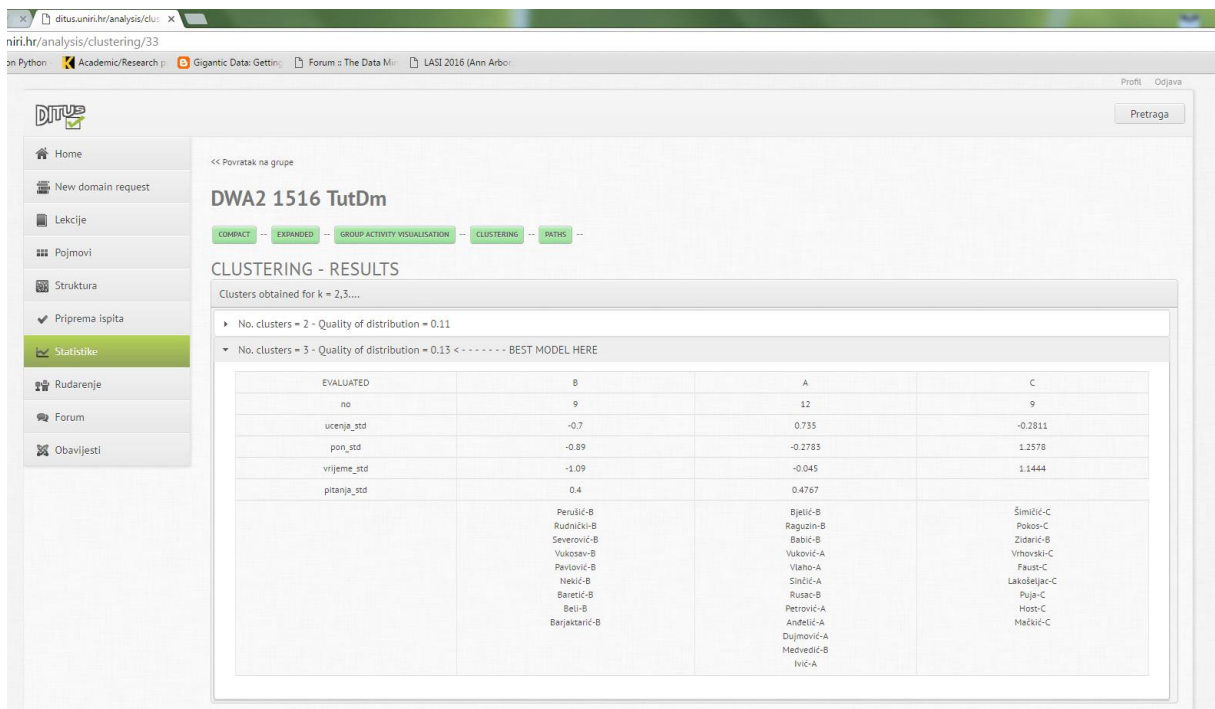 ditus.uniri.hr/analysis/clus
niri.hr/analysis/clustering/33
on Python
Academic/Research p
Gigantic Data: Getting
Forum :: The Data Mi
LASI 2016 (Ann Arbor
Profil Odjava
DITUS
Pretraga
Home
New domain request
Lekcije
Pojmovi
Struktura
Priprema ispita
Statistike
Rudarenje
Forum
Obavijesti
<< Povratak na grupe
DWA2 1516 TutDm
COMPACT -- EXPANDED -- GROUP ACTIVITY VISUALISATION -- CLUSTERING -- PATHS --
CLUSTERING - RESULTS
Clusters obtained for k = 2,3....
No. clusters = 2 - Quality of distribution = 0.11
No. clusters = 3 - Quality of distribution = 0.13 < - - - - - - - BEST MODEL HERE
EVALUATED B A C
no 9 12 9
ucenja_std -0.7 0.735 -0.2811
pon_std -0.89 -0.2783 1.2578
vrijeme_std -1.09 -0.045 1.1444
pitanja_std 0.4 0.4767
Perušić-B Bjelić-B Šimičić-C
Rudnički-B Raguzin-B Pokos-C
Severović-B Babić-B Zidarić-B
Vukosav-B Vuković-A Vrhovski-C
Pavlović-B Vlaho-A Faust-C
Nekić-B Sinčić-A Lakošeljac-C
Baretić-B Rusac-B Puja-C
Beli-B Petrović-A Host-C
Barjaktarić-B Anđelić-A Mačkić-C
Dujmović-A
Medvedić-B
Ivić-A